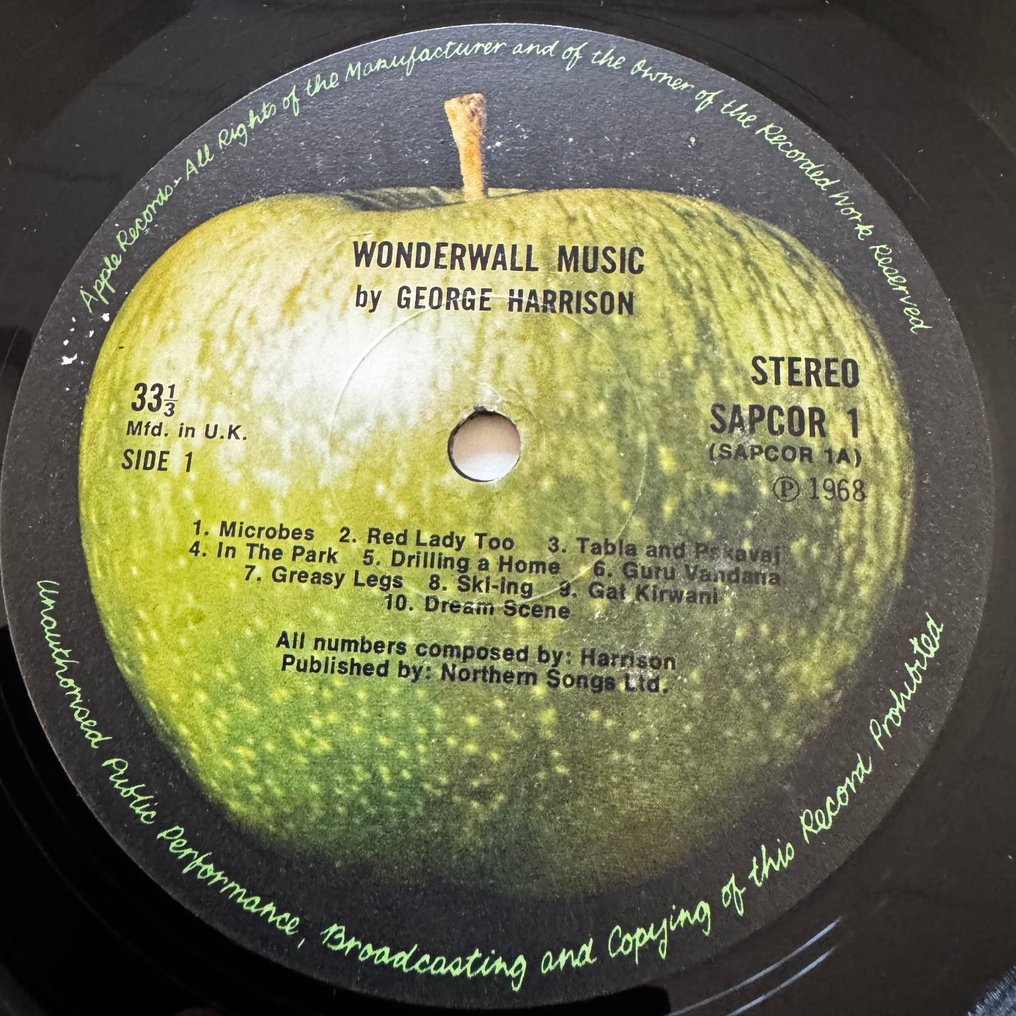 Apple Records - All Rights of the Manufacturer and of the Owner of the Recorded Work Reserved
WONDERWALL MUSIC
by GEORGE HARRISON
33⅓
Mfd. in U.K.
SIDE 1
STEREO
SAPCOR 1
(SAPCOR 1A)
Ⓟ 1968
1. Microbes 2. Red Lady Too 3. Tabla and Pakavaj
4. In The Park 5. Drilling a Home 6. Guru Vandana
7. Greasy Legs 8. Ski-ing 9. Gat Kirwani
10. Dream Scene
All numbers composed by: Harrison
Published by: Northern Songs Ltd.
Unauthorised Public Performance, Broadcasting and Copying of this Record Prohibited